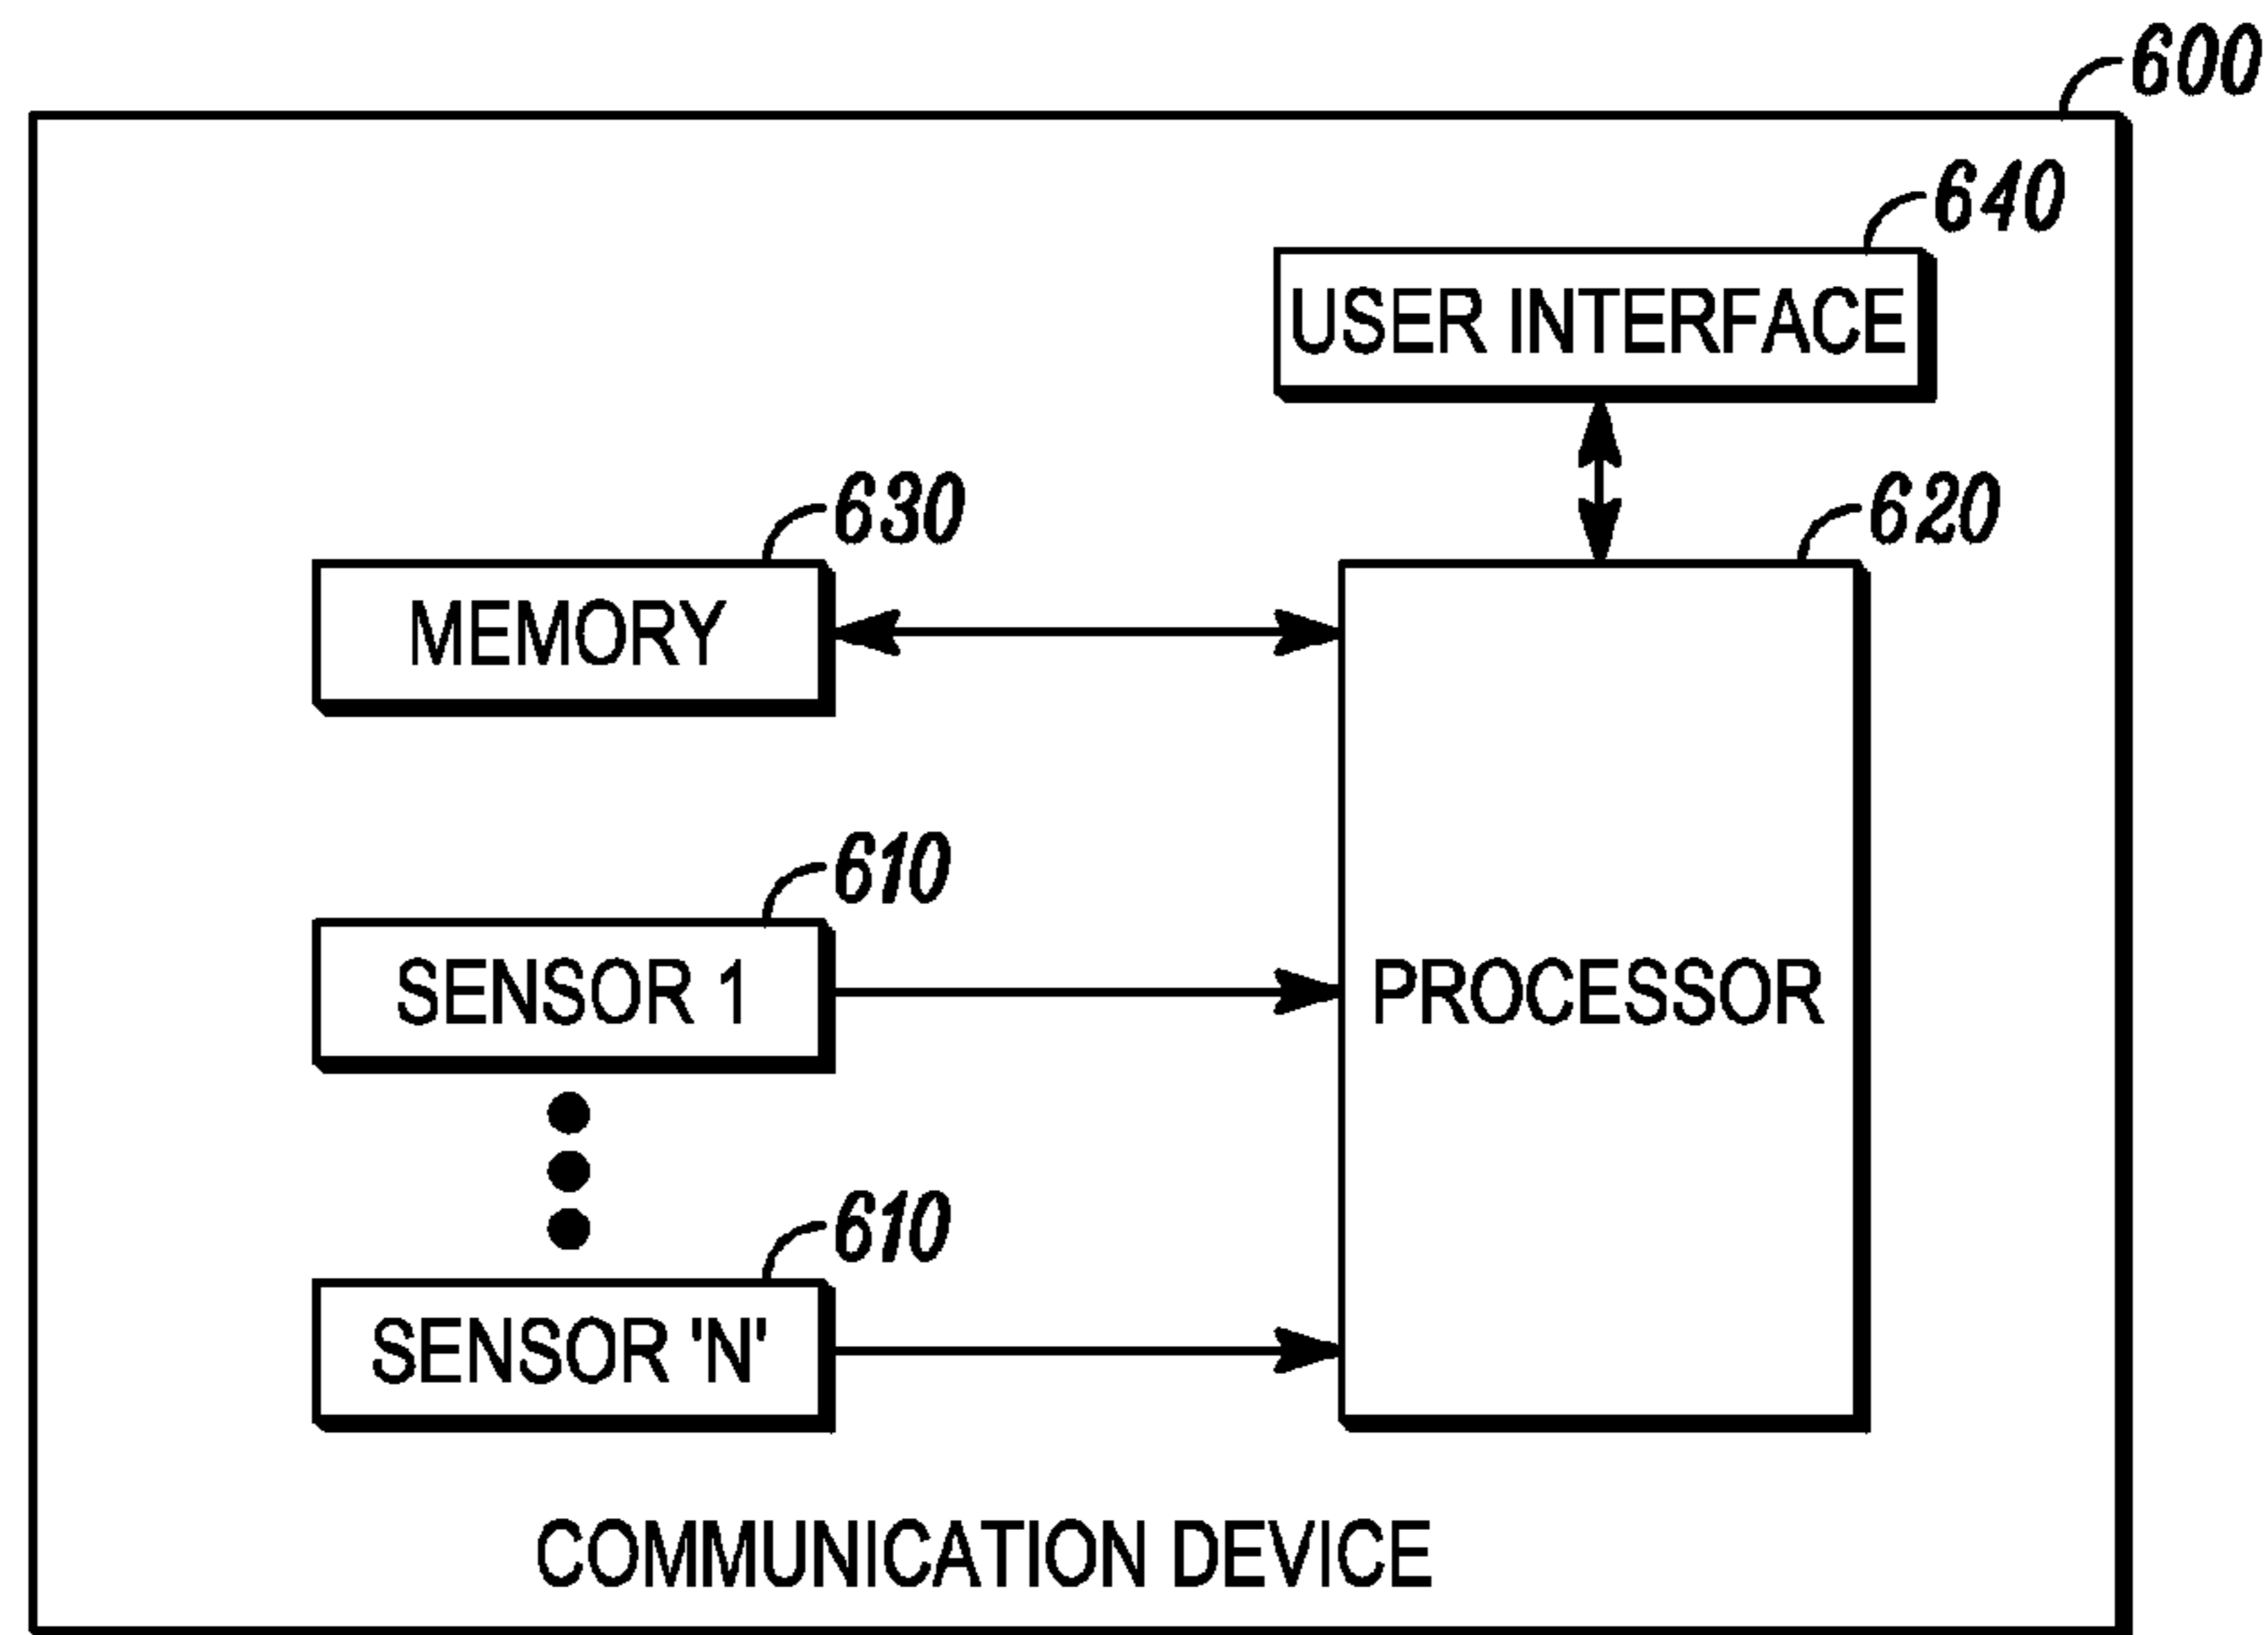 600
640
USER INTERFACE
630
620
MEMORY
610
SENSOR 1
PROCESSOR
610
SENSOR 'N'
COMMUNICATION DEVICE